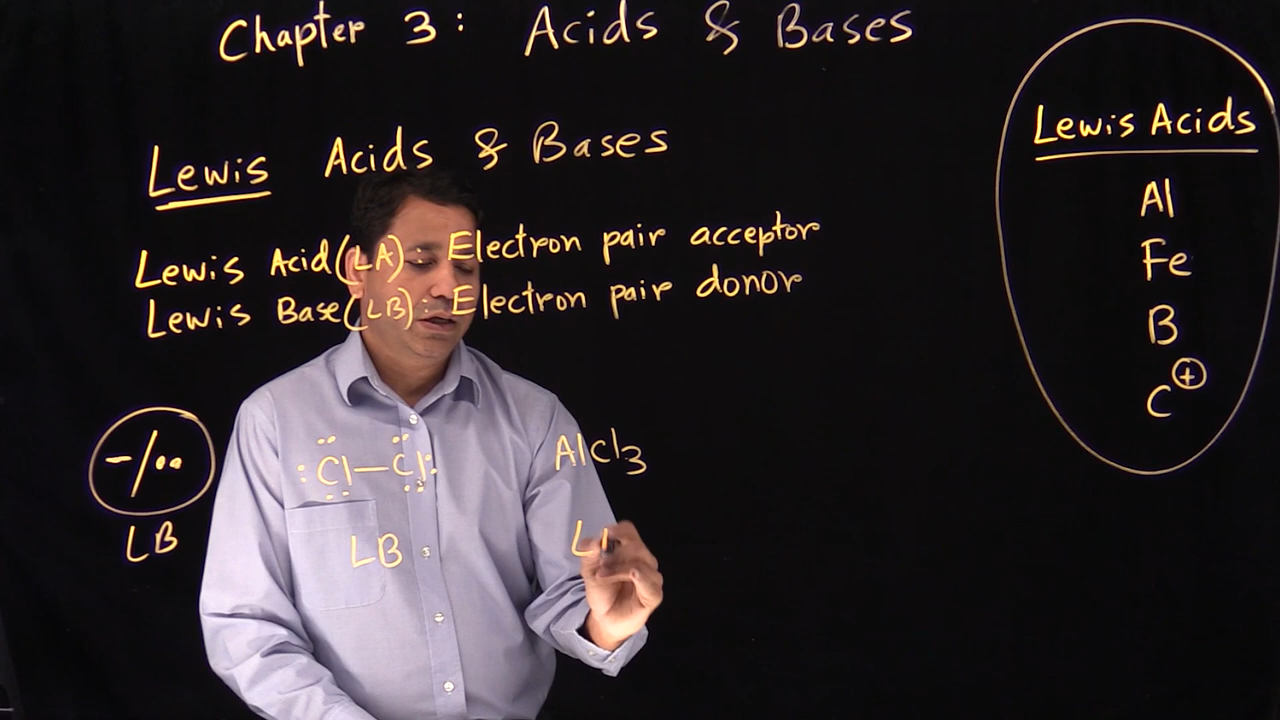 Chapter 3: Acids & Bases
Lewis Acids & Bases
Lewis Acid(LA): Electron pair acceptor
Lewis Base(LB): Electron pair donor
-/••
LB
:Cl—Cl:
LB
AlCl3
Lewis Acids
Al
Fe
B
C⊕